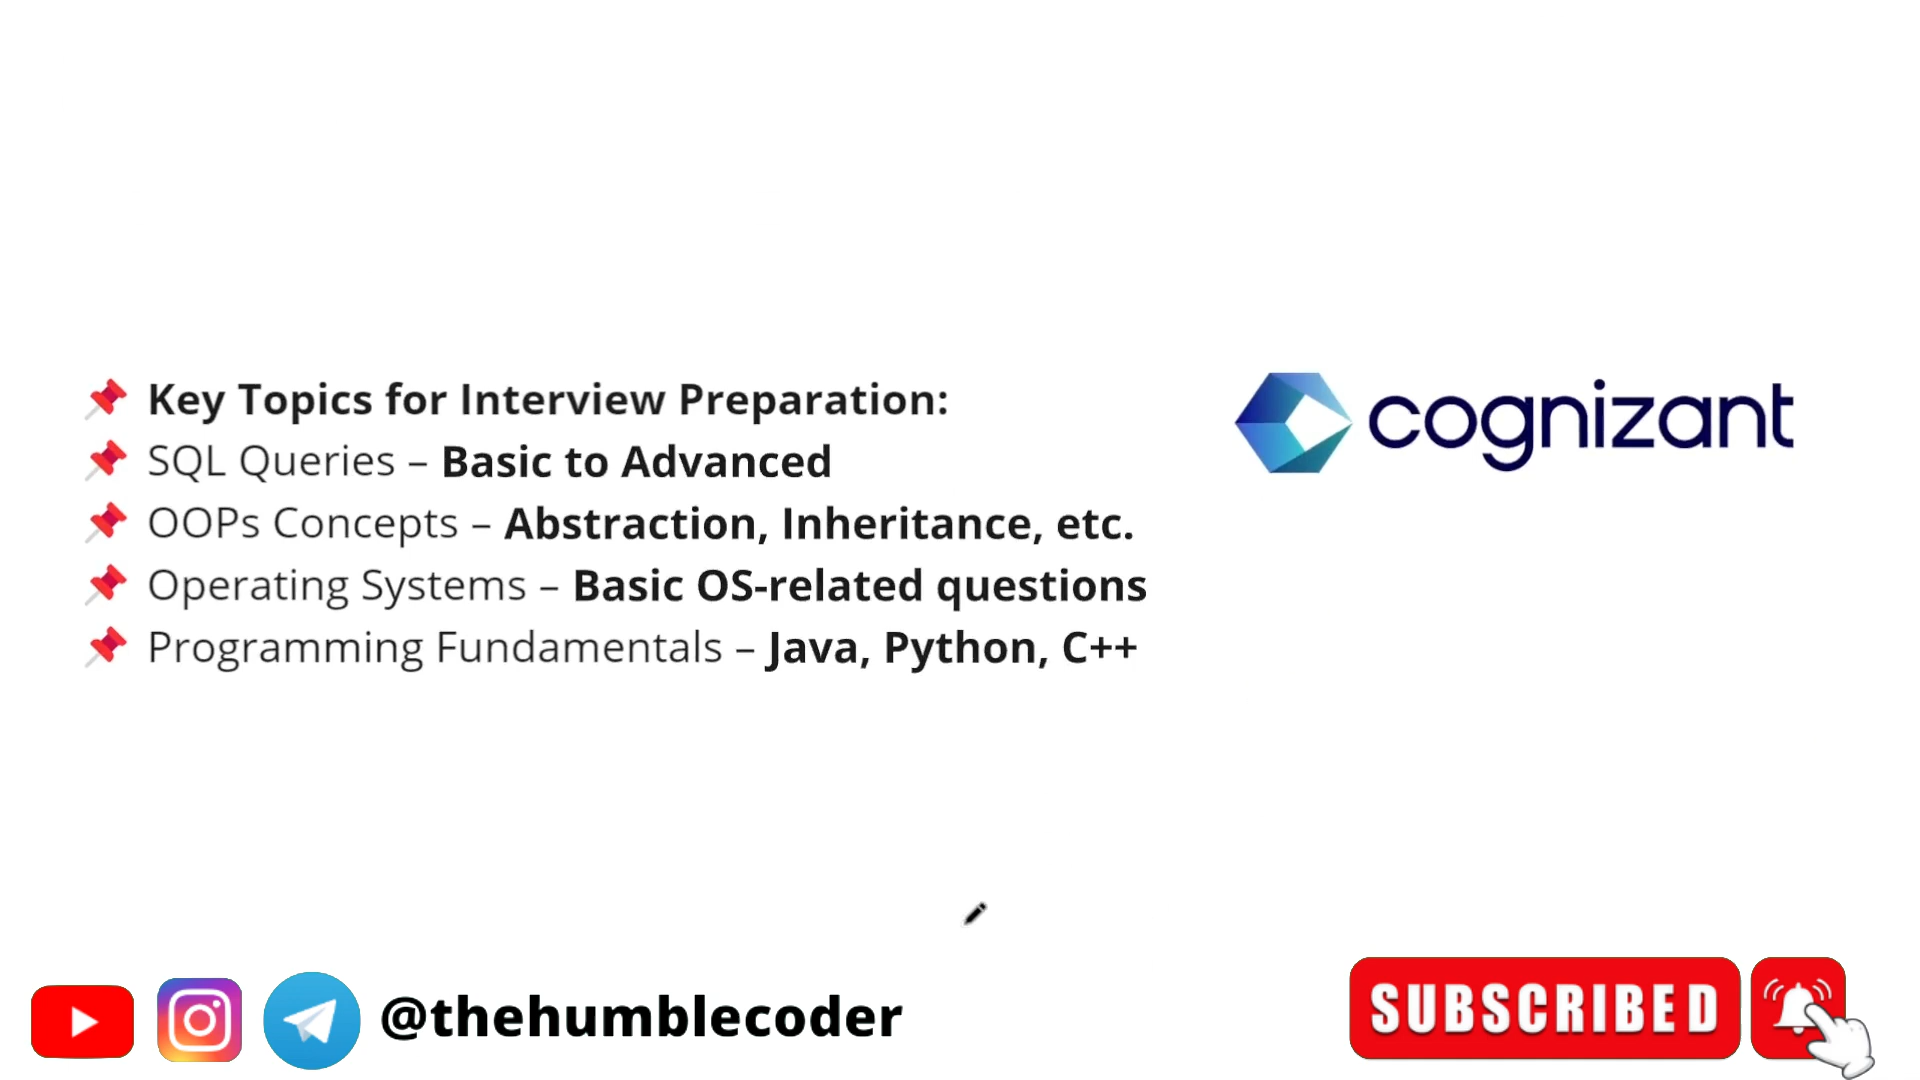 Key Topics for Interview Preparation:
SQL Queries – Basic to Advanced
OOPs Concepts – Abstraction, Inheritance, etc.
Operating Systems – Basic OS-related questions
Programming Fundamentals – Java, Python, C++
cognizant
@thehumblecoder
SUBSCRIBED